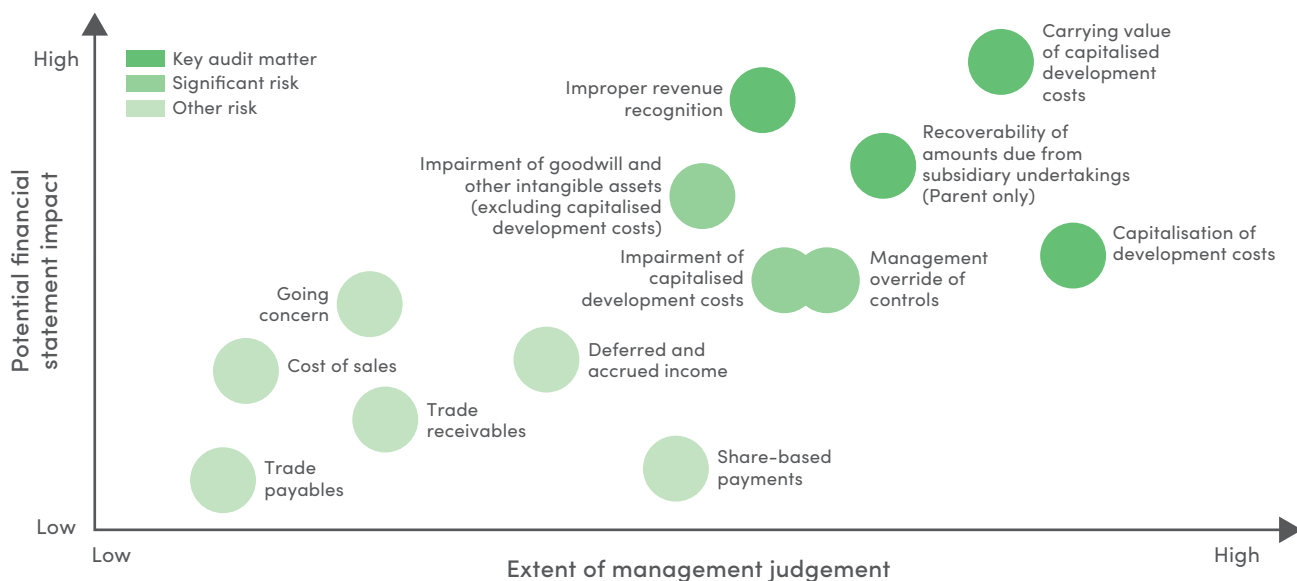 High
Key audit matter
Significant risk
Other risk
Improper revenue
recognition
Carrying value
of capitalised
development
costs
Impairment of goodwill and
other intangible assets
(excluding capitalised
development costs)
Recoverability of
amounts due from
subsidiary undertakings
(Parent only)
Impairment of
capitalised
development costs
Management
override of
controls
Capitalisation of
development costs
Going
concern
Cost of sales
Deferred and
accrued income
Trade
receivables
Trade
payables
Share-based
payments
Potential financial
statement impact
Low
Low
High
Extent of management judgement